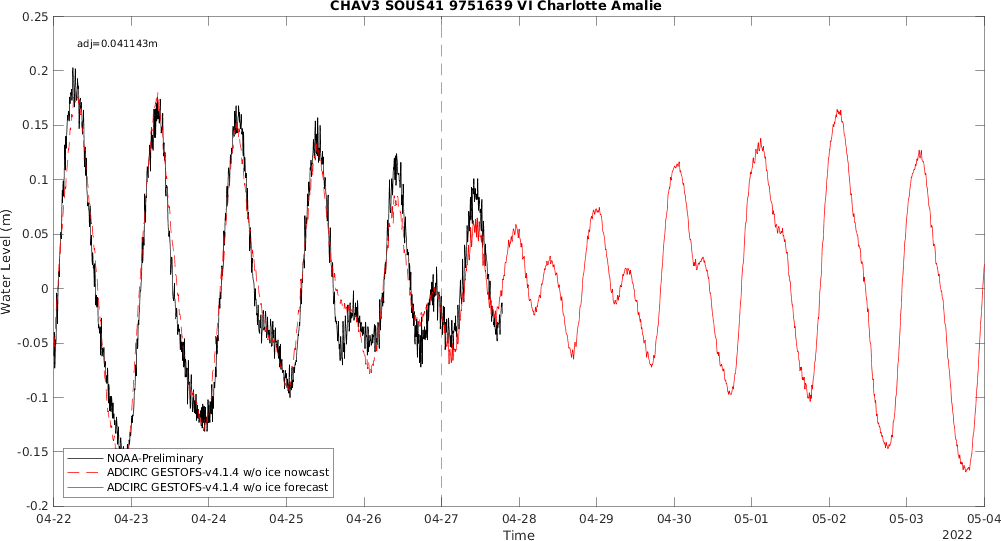 CHAV3 SOUS41 9751639 VI Charlotte Amalie
0.25
adj=0.041143m
0.2
0.15
0.1
0.05
0
-0.05
-0.1
-0.15
-0.2
Water Level (m)
NOAA-Preliminary
ADCIRC GESTOFS-v4.1.4 w/o ice nowcast
ADCIRC GESTOFS-v4.1.4 w/o ice forecast
04-22 04-23 04-24 04-25 04-26 04-27 04-28 04-29 04-30 05-01 05-02 05-03 05-04
Time
2022